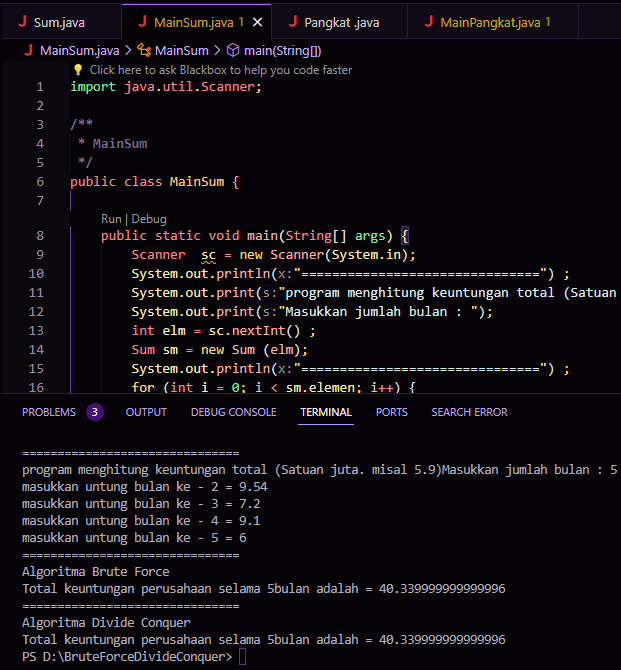 Sum.java MainSum.java 1 Pangkat .java MainPangkat.java 1
MainSum.java > MainSum > main(String[])
Click here to ask Blackbox to help you code faster
1 import java.util.Scanner;
2
3 /**
4 * MainSum
5 */
6 public class MainSum {
7
Run | Debug
8 public static void main(String[] args) {
9 Scanner  sc = new Scanner(System.in);
10 System.out.println(x:"===============================") ;
11 System.out.print(s:"program menghitung keuntungan total (Satuan
12 System.out.print(s:"Masukkan jumlah bulan : ");
13 int elm = sc.nextInt() ;
14 Sum sm = new Sum (elm);
15 System.out.println(x:"===============================") ;
16 for (int i = 0; i < sm.elemen; i++) {
PROBLEMS 3 OUTPUT DEBUG CONSOLE TERMINAL PORTS SEARCH ERROR
===============================
program menghitung keuntungan total (Satuan juta. misal 5.9)Masukkan jumlah bulan : 5
masukkan untung bulan ke - 2 = 9.54
masukkan untung bulan ke - 3 = 7.2
masukkan untung bulan ke - 4 = 9.1
masukkan untung bulan ke - 5 = 6
===============================
Algoritma Brute Force
Total keuntungan perusahaan selama 5bulan adalah = 40.339999999999996
===============================
Algoritma Divide Conquer
Total keuntungan perusahaan selama 5bulan adalah = 40.339999999999996
PS D:\BruteForceDivideConquer>